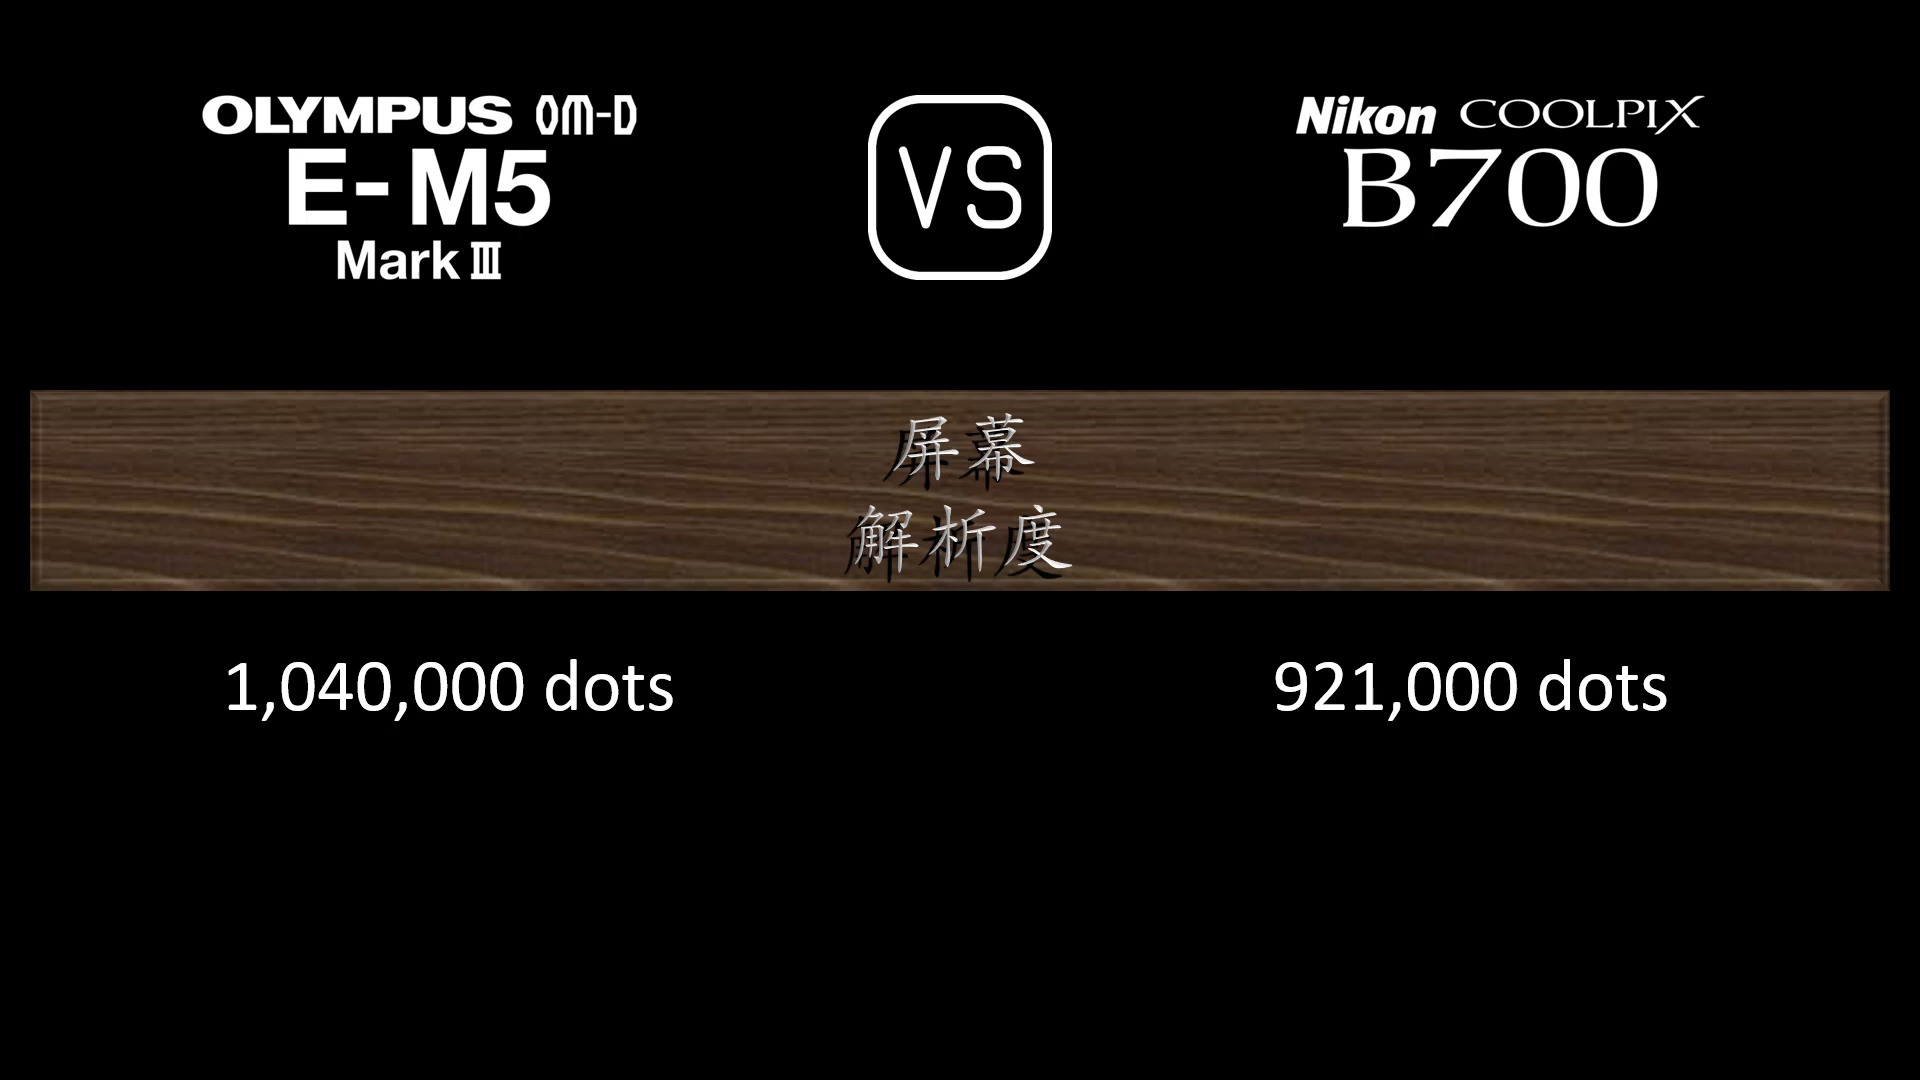 OLYMPUS OM-D
E-M5
Mark III
VS
Nikon COOLPIX
B700
屏幕
解析度
1,040,000 dots
921,000 dots